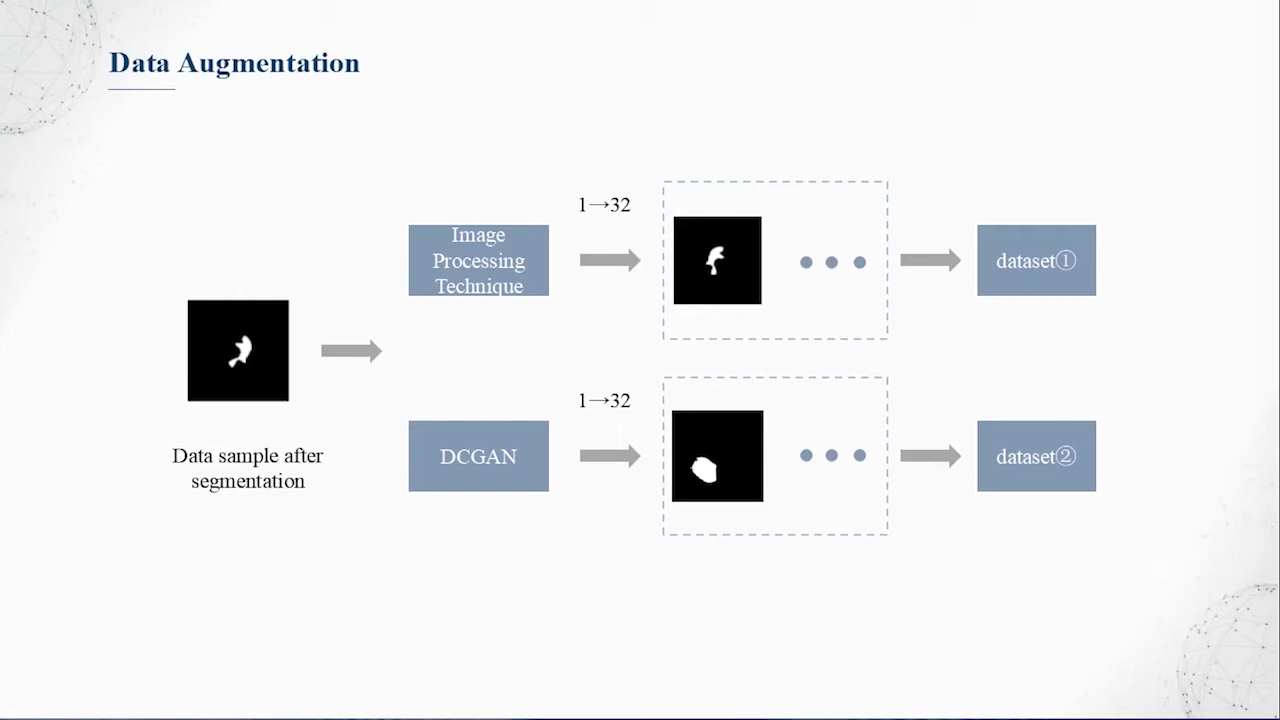 Data Augmentation
1→32
Image
Processing
Technique
dataset①
Data sample after
segmentation
1→32
DCGAN
dataset②